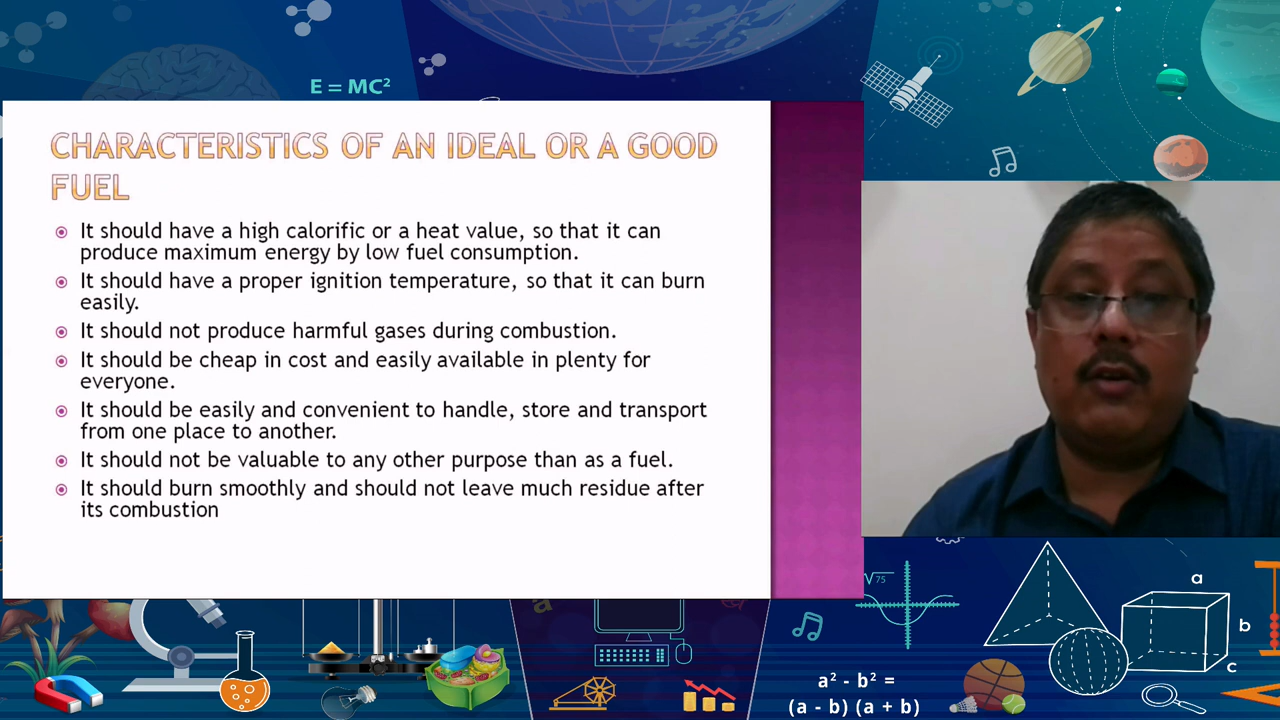 E = MC²
CHARACTERISTICS OF AN IDEAL OR A GOOD
FUEL
It should have a high calorific or a heat value, so that it can
produce maximum energy by low fuel consumption.
It should have a proper ignition temperature, so that it can burn
easily.
It should not produce harmful gases during combustion.
It should be cheap in cost and easily available in plenty for
everyone.
It should be easily and convenient to handle, store and transport
from one place to another.
It should not be valuable to any other purpose than as a fuel.
It should burn smoothly and should not leave much residue after
its combustion
√75
a
b
c
a² - b² =
(a - b) (a + b)